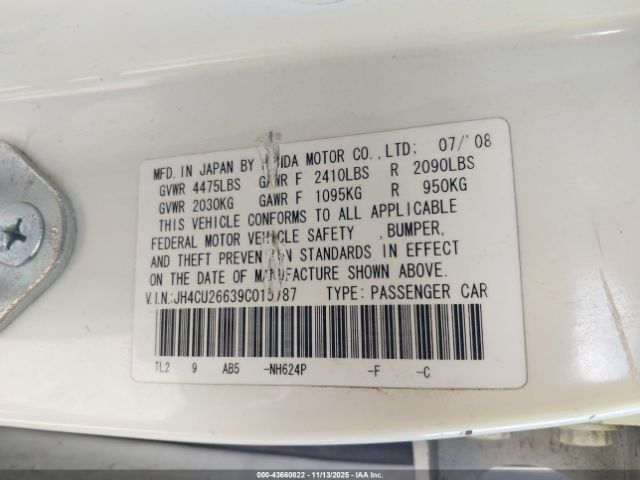 MFD. IN JAPAN BY HONDA MOTOR CO.,LTD; 07/'08
GVWR 4475LBS GAWR F 2410LBS R 2090LBS
GVWR 2030KG GAWR F 1095KG R 950KG
THIS VEHICLE CONFORMS TO ALL APPLICABLE
FEDERAL MOTOR VEHICLE SAFETY ,BUMPER,
AND THEFT PREVENTION STANDARDS IN EFFECT
ON THE DATE OF MANUFACTURE SHOWN ABOVE.
V.I.N.: TYPE: PASSENGER CAR
TL2 9 AB5 -NH624P -F -C
00-43660822 - 11/13/2025 - IAA Inc.